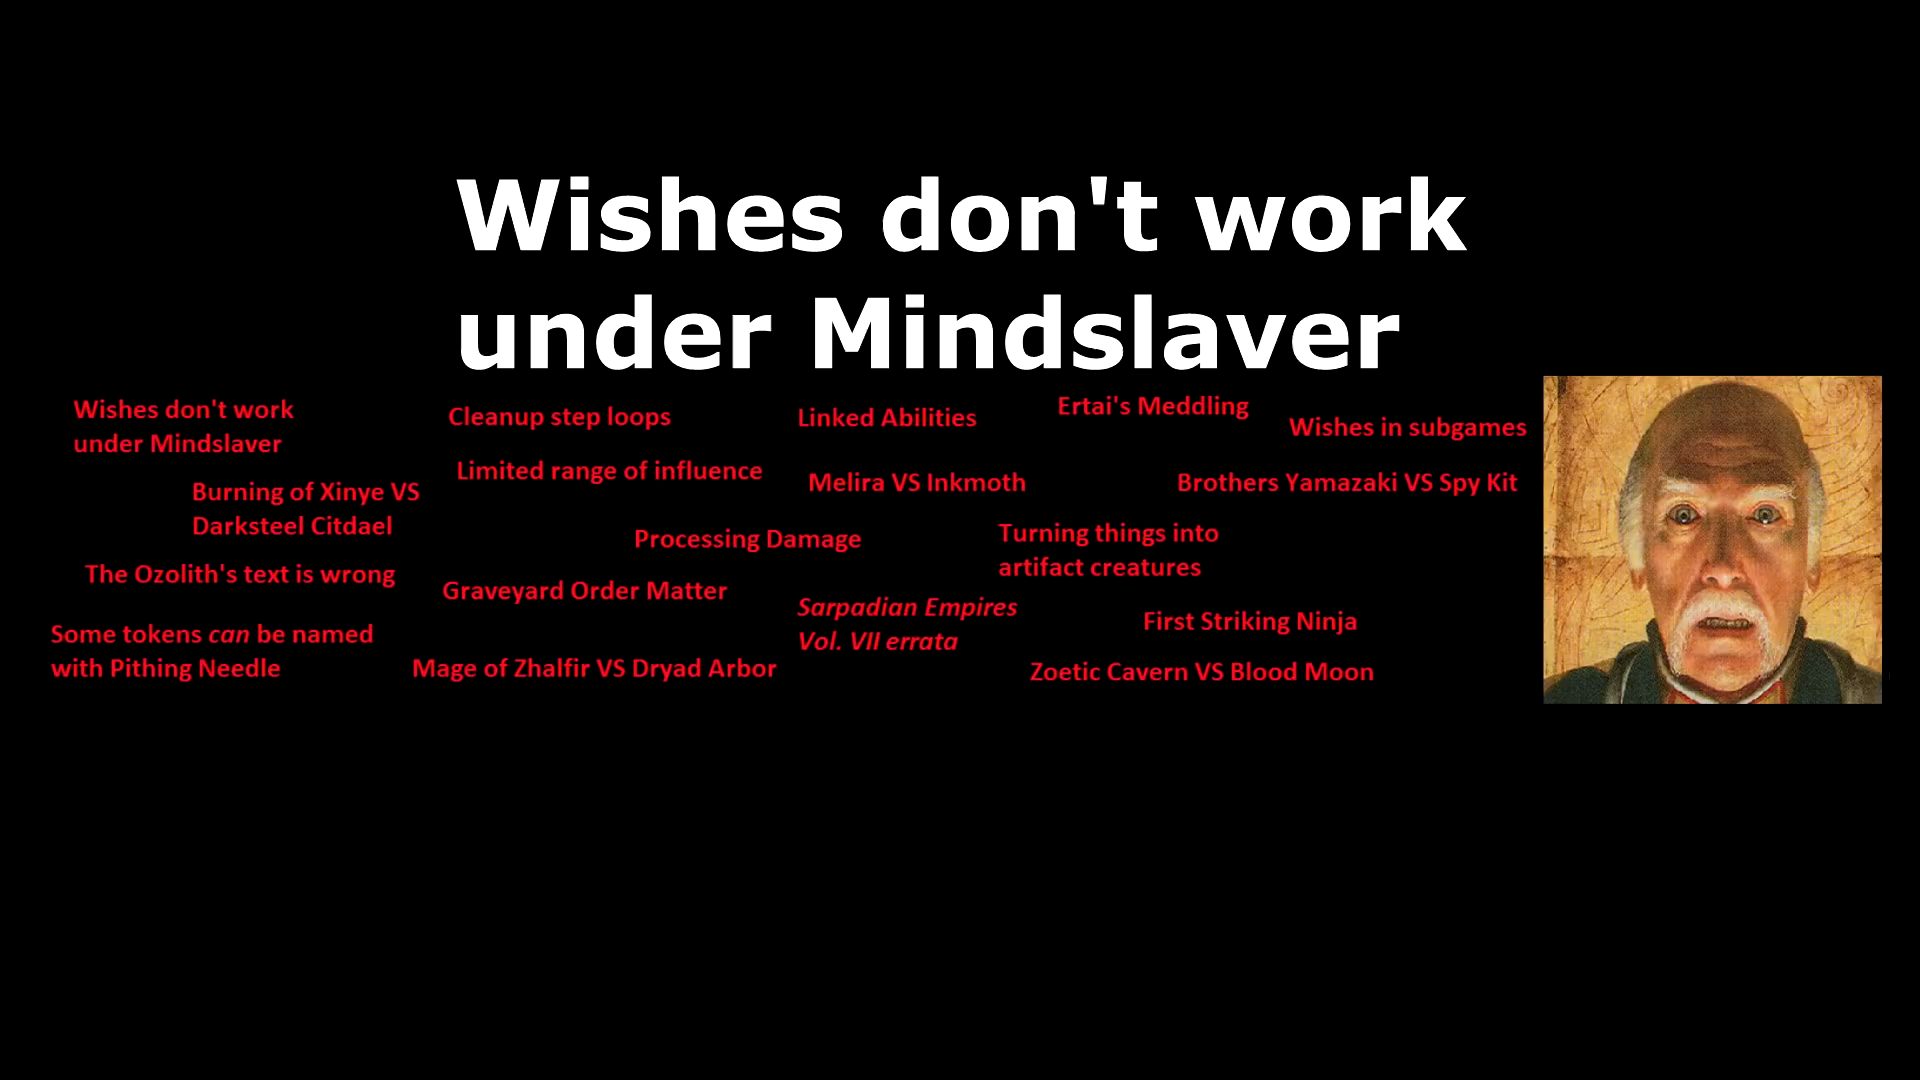 Wishes don't work
under Mindslaver
Wishes don't work
under Mindslaver
Cleanup step loops
Linked Abilities
Ertai's Meddling
Wishes in subgames
Burning of Xinye VS
Darksteel Citdael
Limited range of influence
Melira VS Inkmoth
Brothers Yamazaki VS Spy Kit
Processing Damage
Turning things into
artifact creatures
The Ozolith's text is wrong
Graveyard Order Matter
Sarpadian Empires
Vol. VII errata
First Striking Ninja
Some tokens can be named
with Pithing Needle
Mage of Zhalfir VS Dryad Arbor
Zoetic Cavern VS Blood Moon